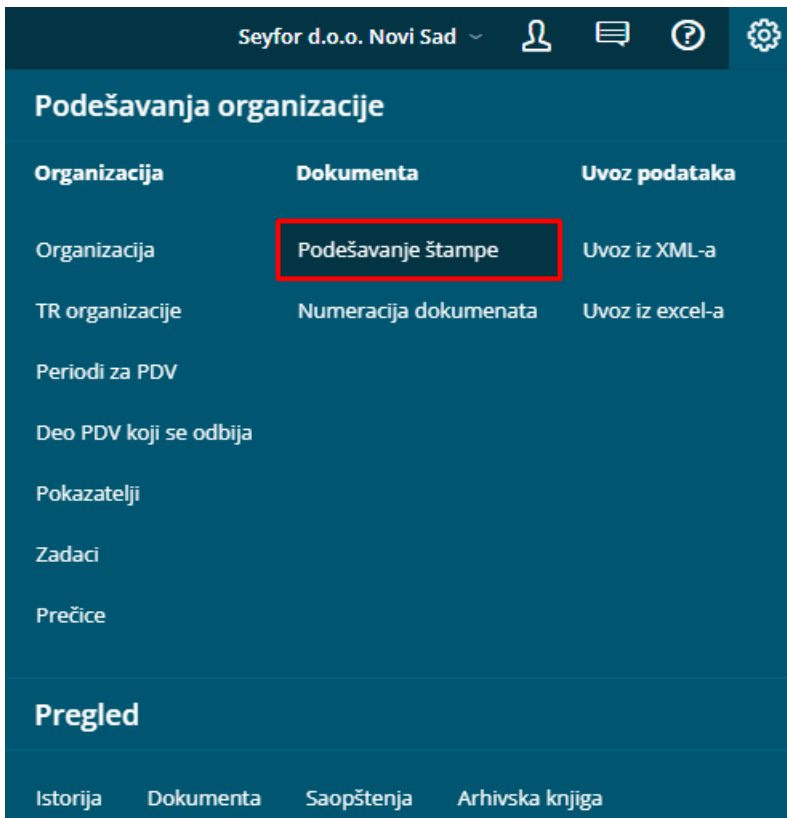 Seyfor d.o.o. Novi Sad
Podešavanja organizacije
Organizacija Dokumenta Uvoz podataka
Organizacija Podešavanje štampe Uvoz iz XML-a
TR organizacije Numeracija dokumenata Uvoz iz excel-a
Periodi za PDV
Deo PDV koji se odbija
Pokazatelji
Zadaci
Prečice
Pregled
Istorija Dokumenta Saopštenja Arhivska knjiga